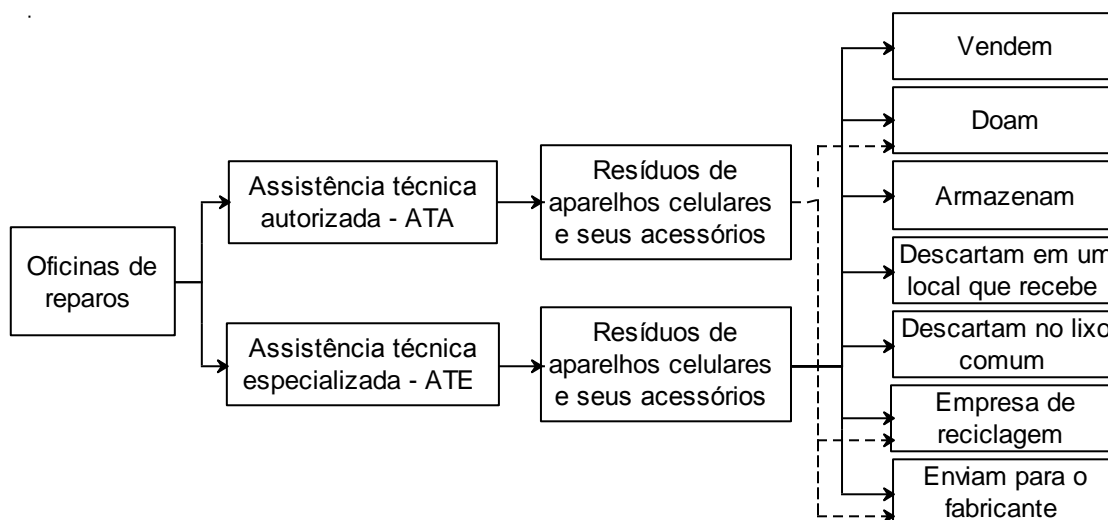 Oficinas de
reparos
Assistência técnica
autorizada - ATA
Assistência técnica
especializada - ATE
Resíduos de
aparelhos celulares
e seus acessórios
Resíduos de
aparelhos celulares
e seus acessórios
Vendem
Doam
Armazenam
Descartam em um
local que recebe
Descartam no lixo
comum
Empresa de
reciclagem
Enviam para o
fabricante